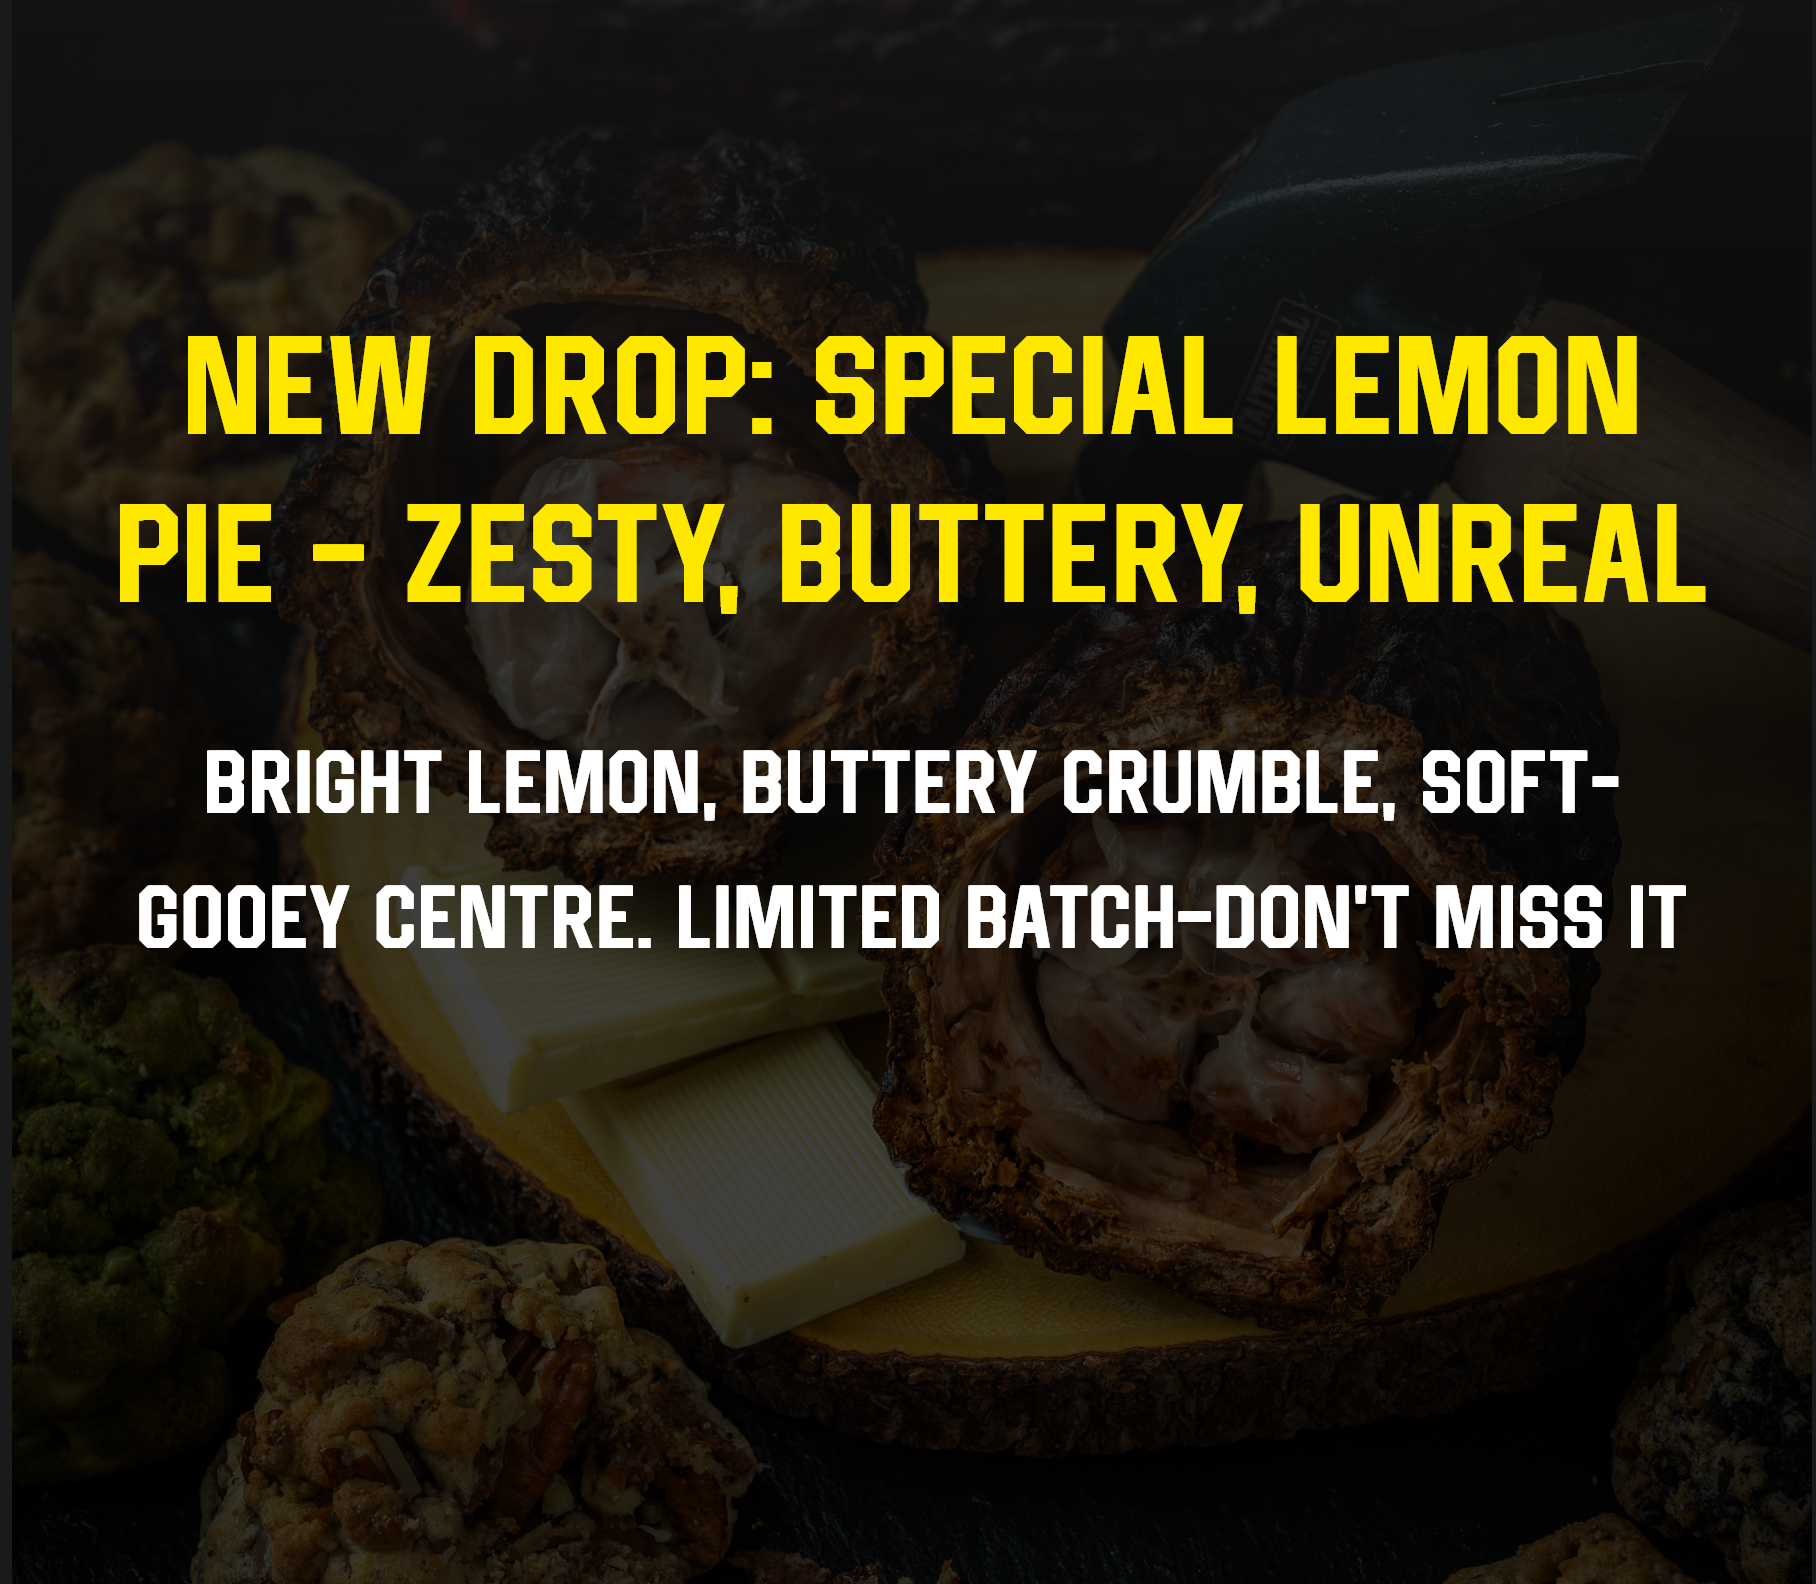 NEW DROP: SPECIAL LEMON
PIE – ZESTY, BUTTERY, UNREAL
BRIGHT LEMON, BUTTERY CRUMBLE, SOFT-
GOOEY CENTRE. LIMITED BATCH–DON'T MISS IT